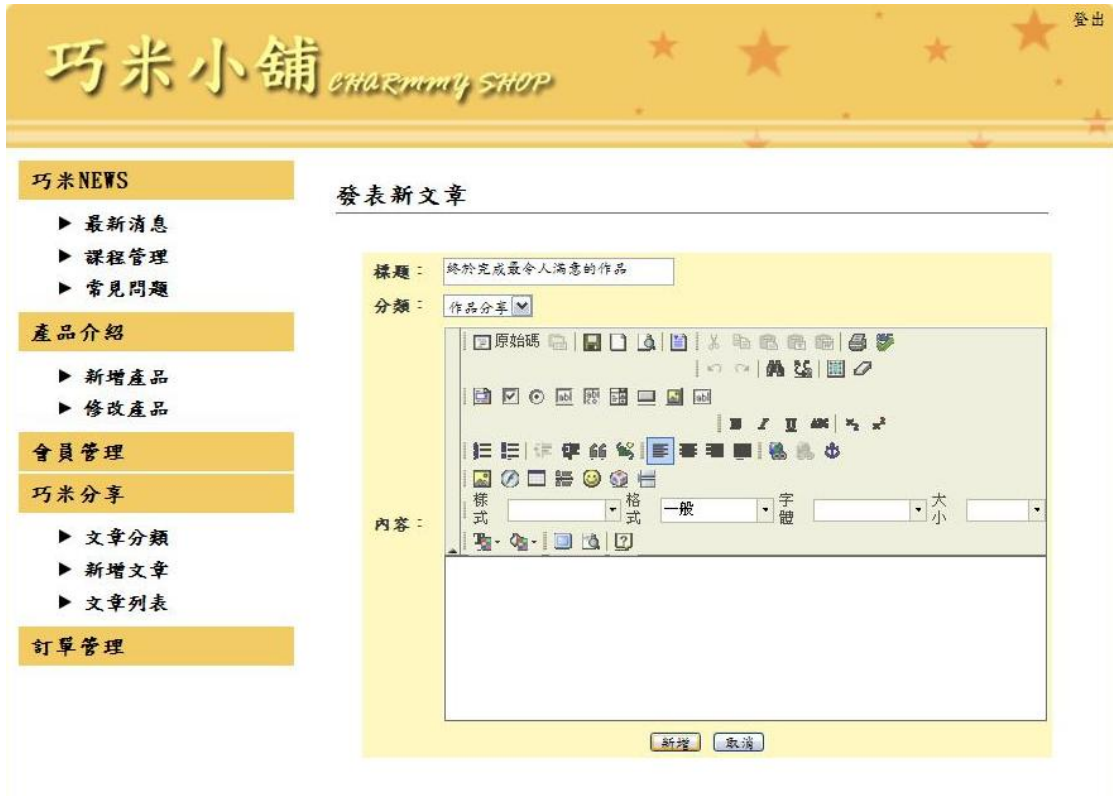 登出
巧米小舖 CHARmmy SHOP
巧米NEWS
▶ 最新消息
▶ 課程管理
▶ 常見問題
產品介紹
▶ 新增產品
▶ 修改產品
會員管理
巧米分享
▶ 文章分類
▶ 新增文章
▶ 文章列表
訂單管理
發表新文章
標題： 終於完成最令人滿意的作品
分類： 作品分享
內容：
原始碼
樣式 格式 一般 字體 大小
新增 取消